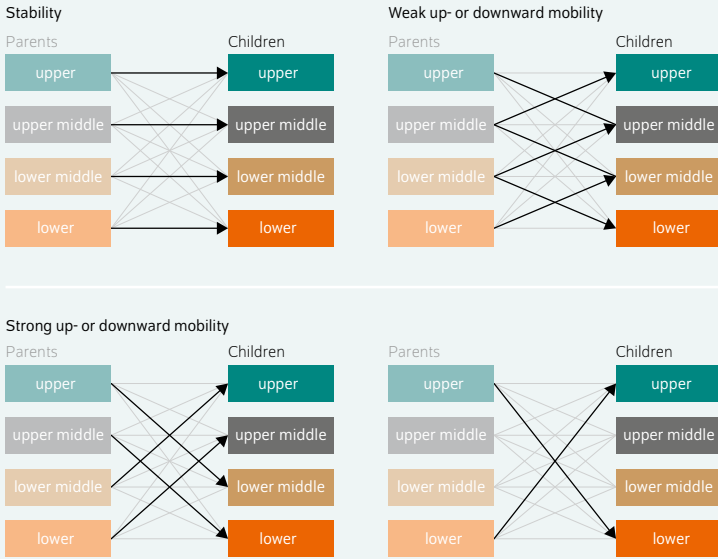 Stability
Parents
Children
upper
upper
upper middle
upper middle
lower middle
lower middle
lower
lower
Weak up- or downward mobility
Parents
Children
upper
upper
upper middle
upper middle
lower middle
lower middle
lower
lower
Strong up- or downward mobility
Parents
Children
upper
upper
upper middle
upper middle
lower middle
lower middle
lower
lower
Parents
Children
upper
upper
upper middle
upper middle
lower middle
lower middle
lower
lower